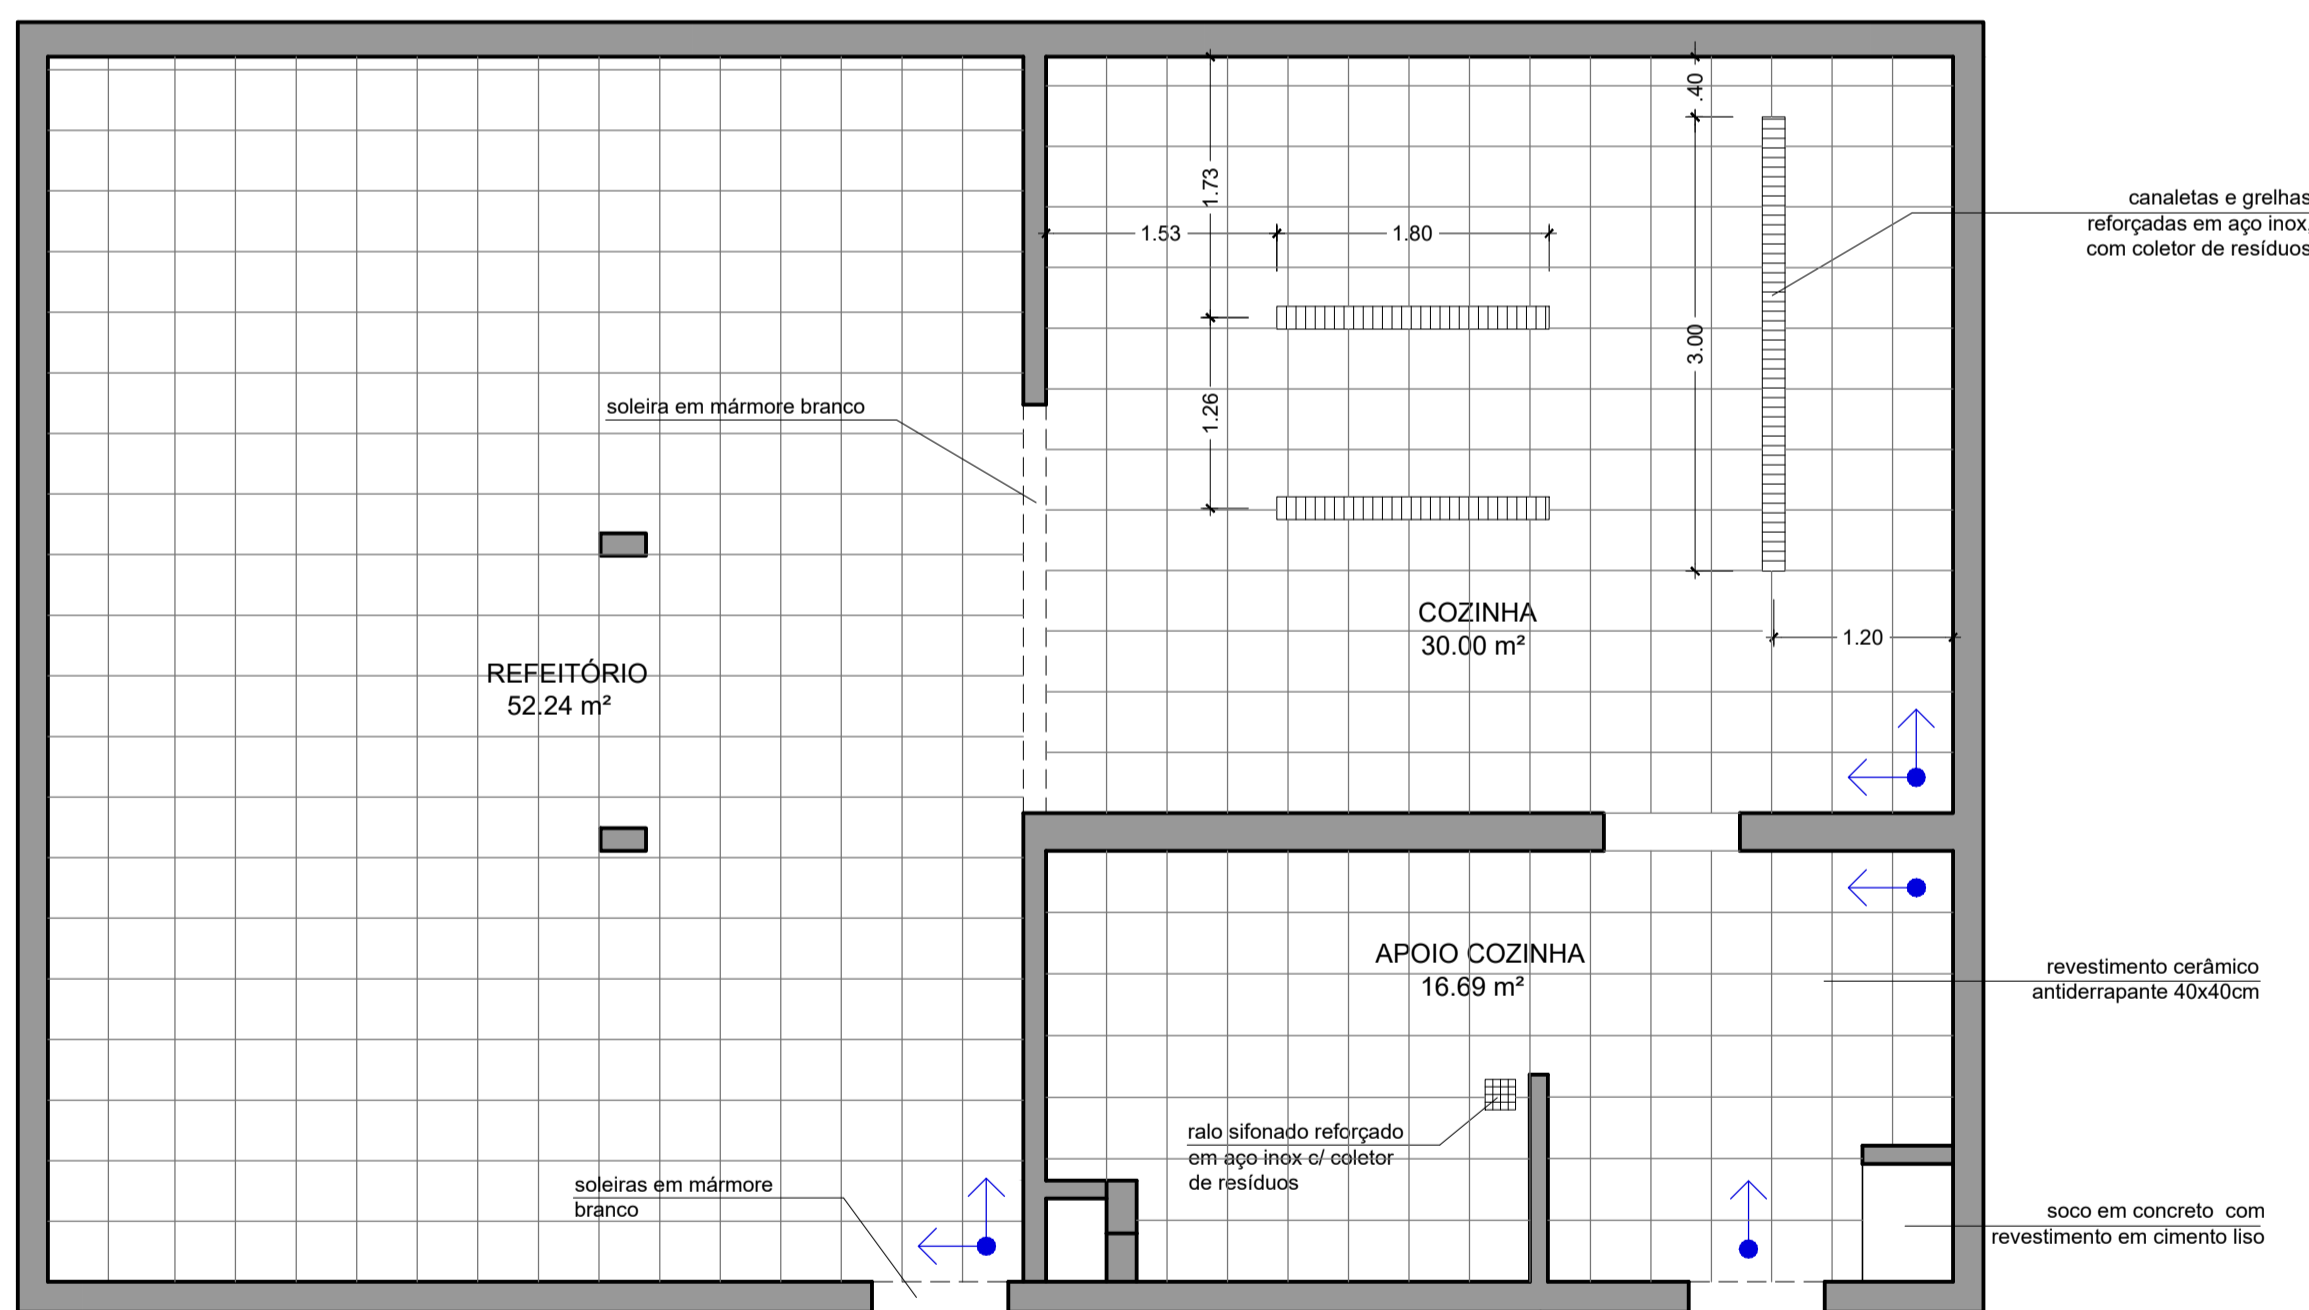 .40
1.73
canaletas e grelhas
reforçadas em aço inox,
com coletor de resíduos
1.53
1.80
3.00
1.26
soleira em mármore branco
COZINHA
30.00 m²
1.20
REFEITÓRIO
52.24 m²
APOIO COZINHA
16.69 m²
revestimento cerâmico
antiderrapante 40x40cm
ralo sifonado reforçado
em aço inox c/ coletor
de resíduos
soleiras em mármore
branco
soco em concreto com
revestimento em cimento liso